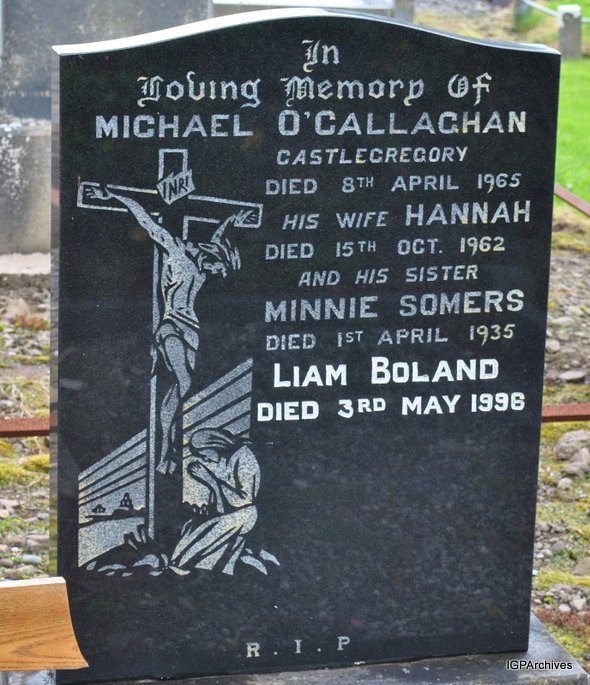 In
Loving Memory Of
MICHAEL O'CALLAGHAN
CASTLEGREGORY
DIED 8TH APRIL 1965
HIS WIFE HANNAH
DIED 15TH OCT. 1962
AND HIS SISTER
MINNIE SOMERS
DIED 1ST APRIL 1935
LIAM BOLAND
DIED 3RD MAY 1996
INRI
R.I.P
IGPArchives